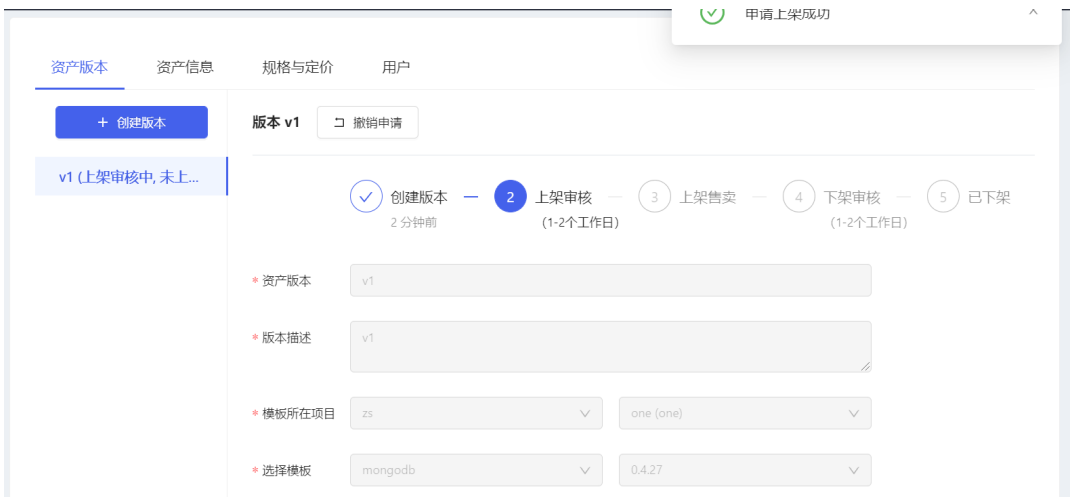 申请上架成功
资产版本 资产信息 规格与定价 用户
+ 创建版本
版本 v1 撤销申请
v1 (上架审核中, 未上...
创建版本 2 上架审核 3 上架售卖 4 下架审核 5 已下架
2 分钟前 (1-2个工作日) (1-2个工作日)
* 资产版本 v1
* 版本描述 v1
* 模板所在项目 zs one (one)
* 选择模板 mongodb 0.4.27